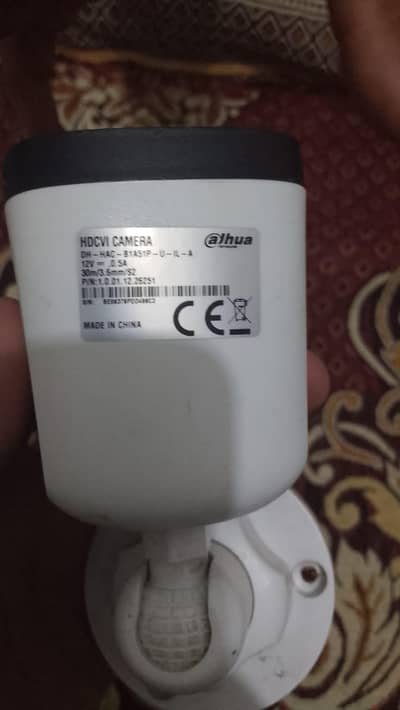 HDCVI CAMERA
alhua
DH-HAC-B1A51P-U-IL-A
12V ⎓ .0.5A
30m/3.6mm/S2
P/N:1.0.01.12.25251
S/N:
MADE IN CHINA
CE